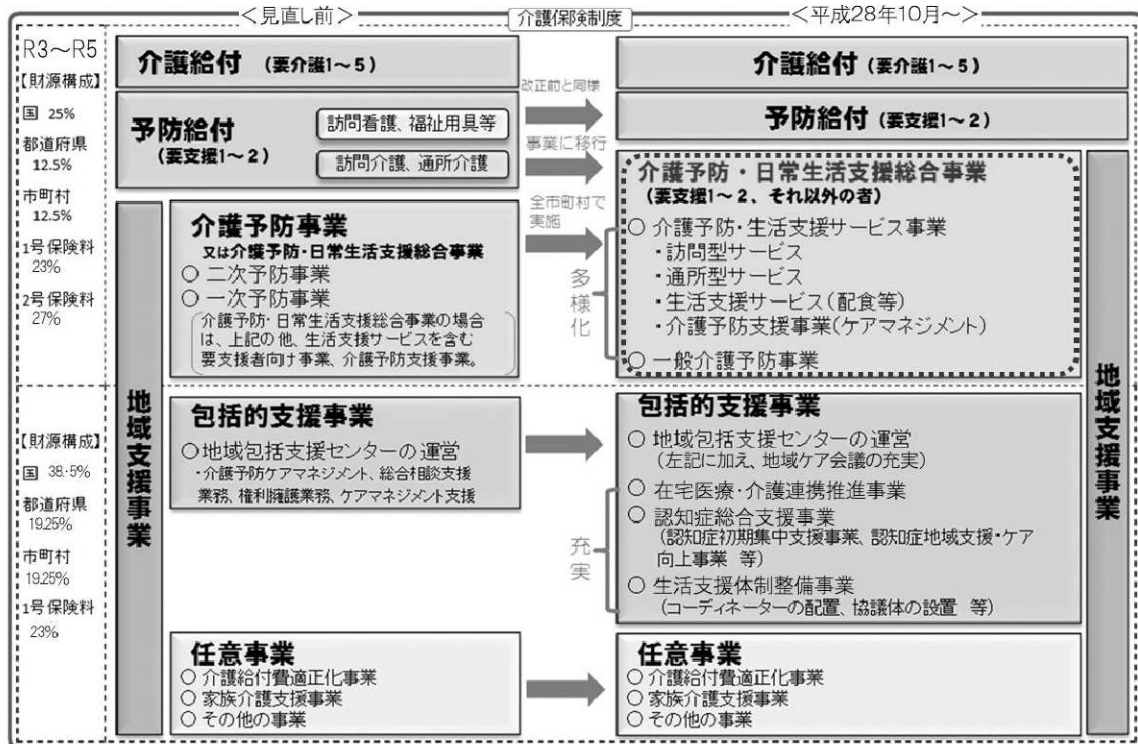 ＜見直し前＞
介護保険制度
＜平成28年10月～＞
R3～R5
【財源構成】
国 25%
都道府県
12.5%
市町村
12.5%
1号保険料
23%
2号保険料
27%
介護給付 （要介護1～5）
予防給付
（要支援1～2）
訪問看護、福祉用具等
訪問介護、通所介護
改正前と同様
事業に移行
全市町村で
実施
多様化
介護給付（要介護1～5）
予防給付（要支援1～2）
介護予防事業
又は介護予防・日常生活支援総合事業
○ 二次予防事業
○ 一次予防事業
介護予防・日常生活支援総合事業の場合
は、上記の他、生活支援サービスを含む
要支援者向け事業、介護予防支援事業。
介護予防・日常生活支援総合事業
（要支援1～2、それ以外の者）
○ 介護予防・生活支援サービス事業
・訪問型サービス
・通所型サービス
・生活支援サービス（配食等）
・介護予防支援事業（ケアマネジメント）
○ 一般介護予防事業
【財源構成】
国 38.5%
都道府県
19.25%
市町村
19.25%
1号保険料
23%
地域支援事業
包括的支援事業
○地域包括支援センターの運営
・介護予防ケアマネジメント、総合相談支援
業務、権利擁護業務、ケアマネジメント支援
充実
包括的支援事業
○ 地域包括支援センターの運営
（左記に加え、地域ケア会議の充実）
○ 在宅医療・介護連携推進事業
○ 認知症総合支援事業
（認知症初期集中支援事業、認知症地域支援・ケア
向上事業 等）
○ 生活支援体制整備事業
（コーディネーターの配置、協議体の設置 等）
地域支援事業
任意事業
○ 介護給付費適正化事業
○ 家族介護支援事業
○ その他の事業
任意事業
○ 介護給付費適正化事業
○ 家族介護支援事業
○ その他の事業